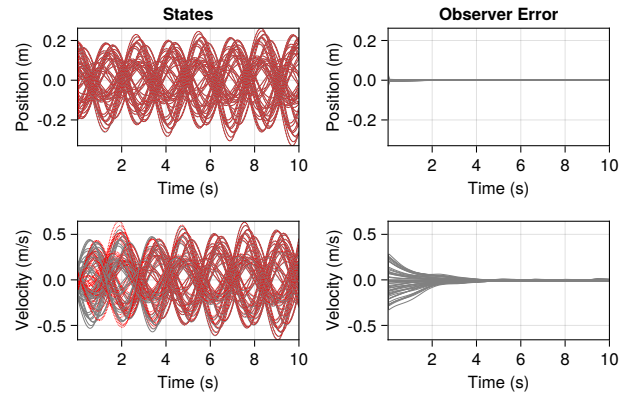 States
Position (m)
0.2
0.0
-0.2
2 4 6 8 10
Time (s)
Observer Error
Position (m)
0.2
0.0
-0.2
2 4 6 8 10
Time (s)
Velocity (m/s)
0.5
0.0
-0.5
2 4 6 8 10
Time (s)
Velocity (m/s)
0.5
0.0
-0.5
2 4 6 8 10
Time (s)